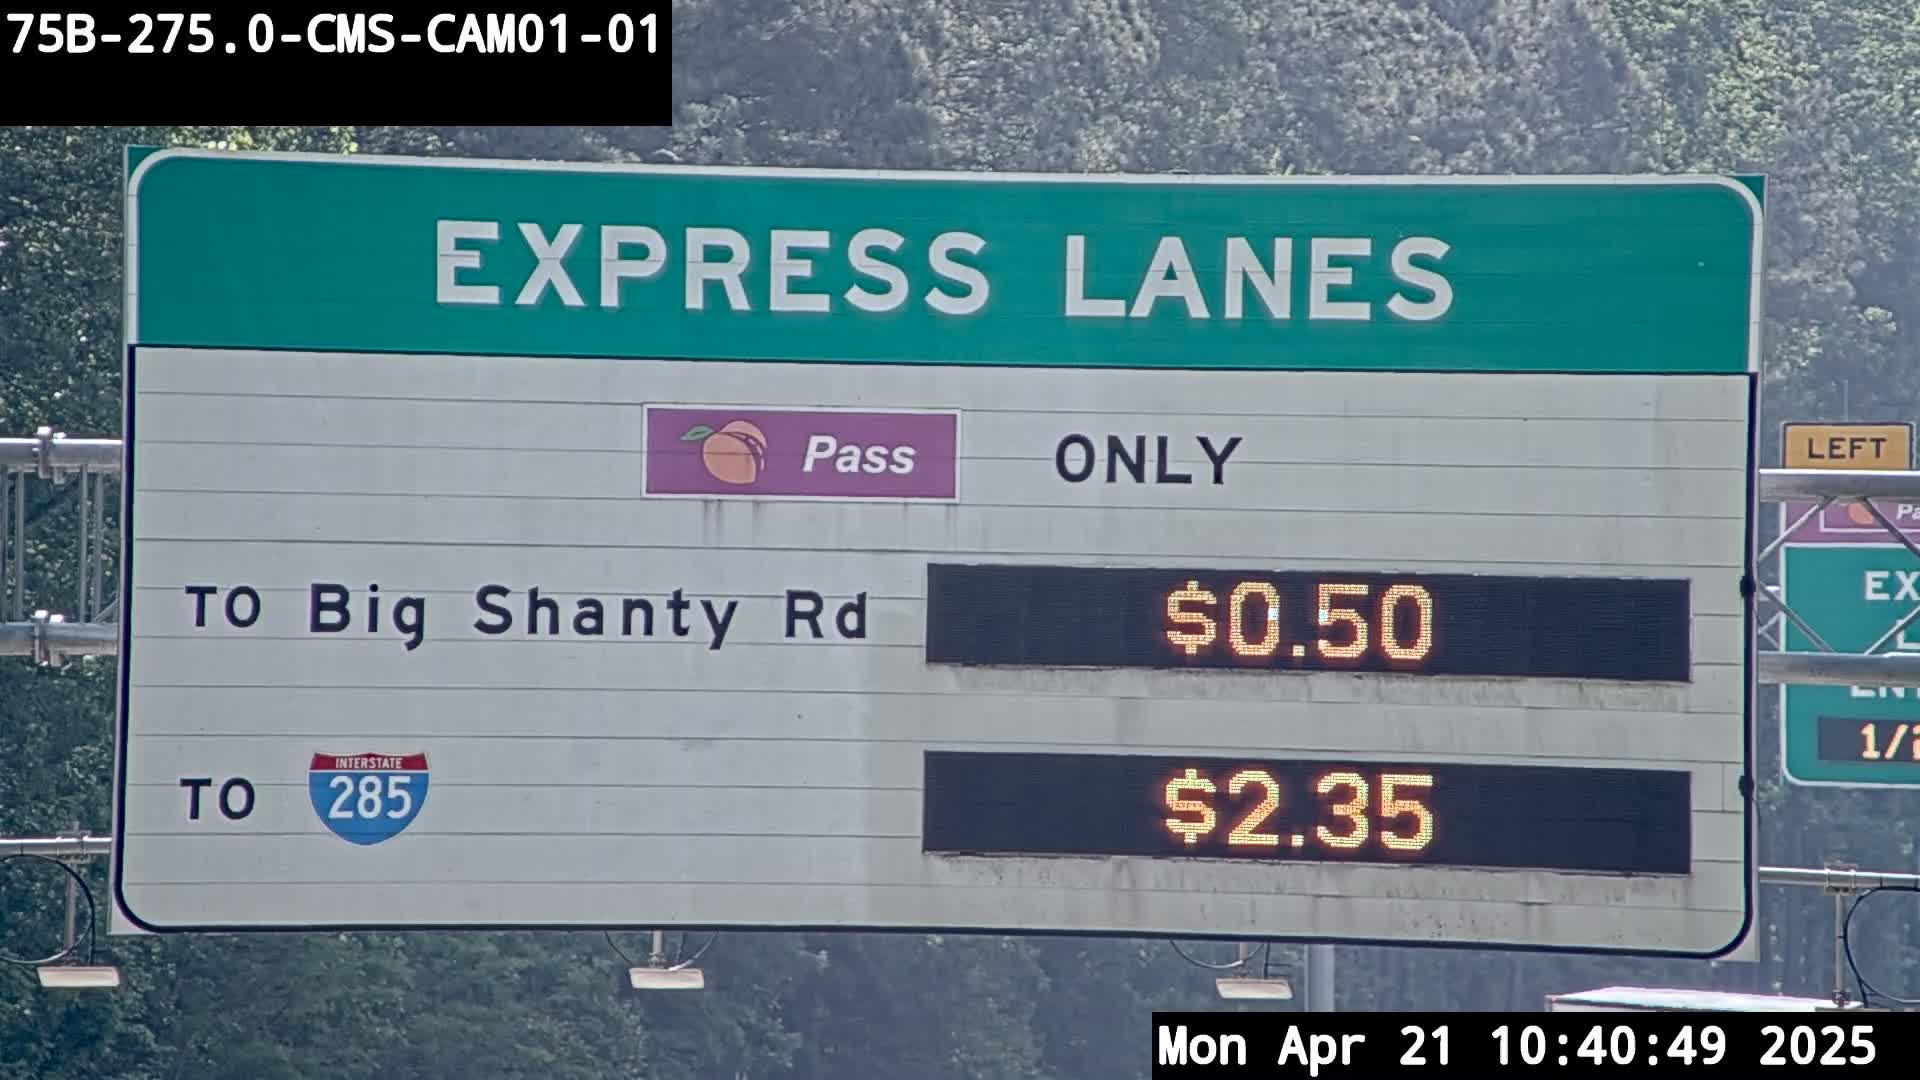 75B-275.0-CMS-CAM01-01
EXPRESS LANES
Pass ONLY
TO Big Shanty Rd $0.50
TO INTERSTATE 285 $2.35
LEFT
Mon Apr 21 10:40:49 2025